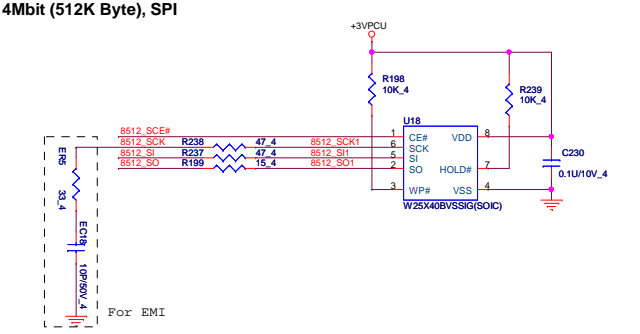 4Mbit (512K Byte), SPI
+3VPCU
R198
10K_4
R239
10K_4
U18
8512_SCE#
1 CE# VDD 8
8512_SCK R238 47_4 8512_SCK1 6 SCK
8512_SI R237 47_4 8512_SI1 5 SI
8512_SO R199 15_4 8512_SO1 2 SO HOLD# 7
3 WP# VSS 4
W25X40BVSSIG(SOIC)
C230
0.1U/10V_4
ER5
33_4
EC18
10P/50V_4
For EMI